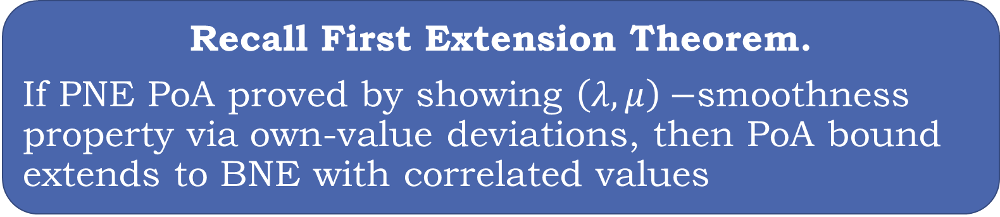 Recall First Extension Theorem.
If PNE PoA proved by showing (λ, μ) −smoothness
property via own-value deviations, then PoA bound
extends to BNE with correlated values